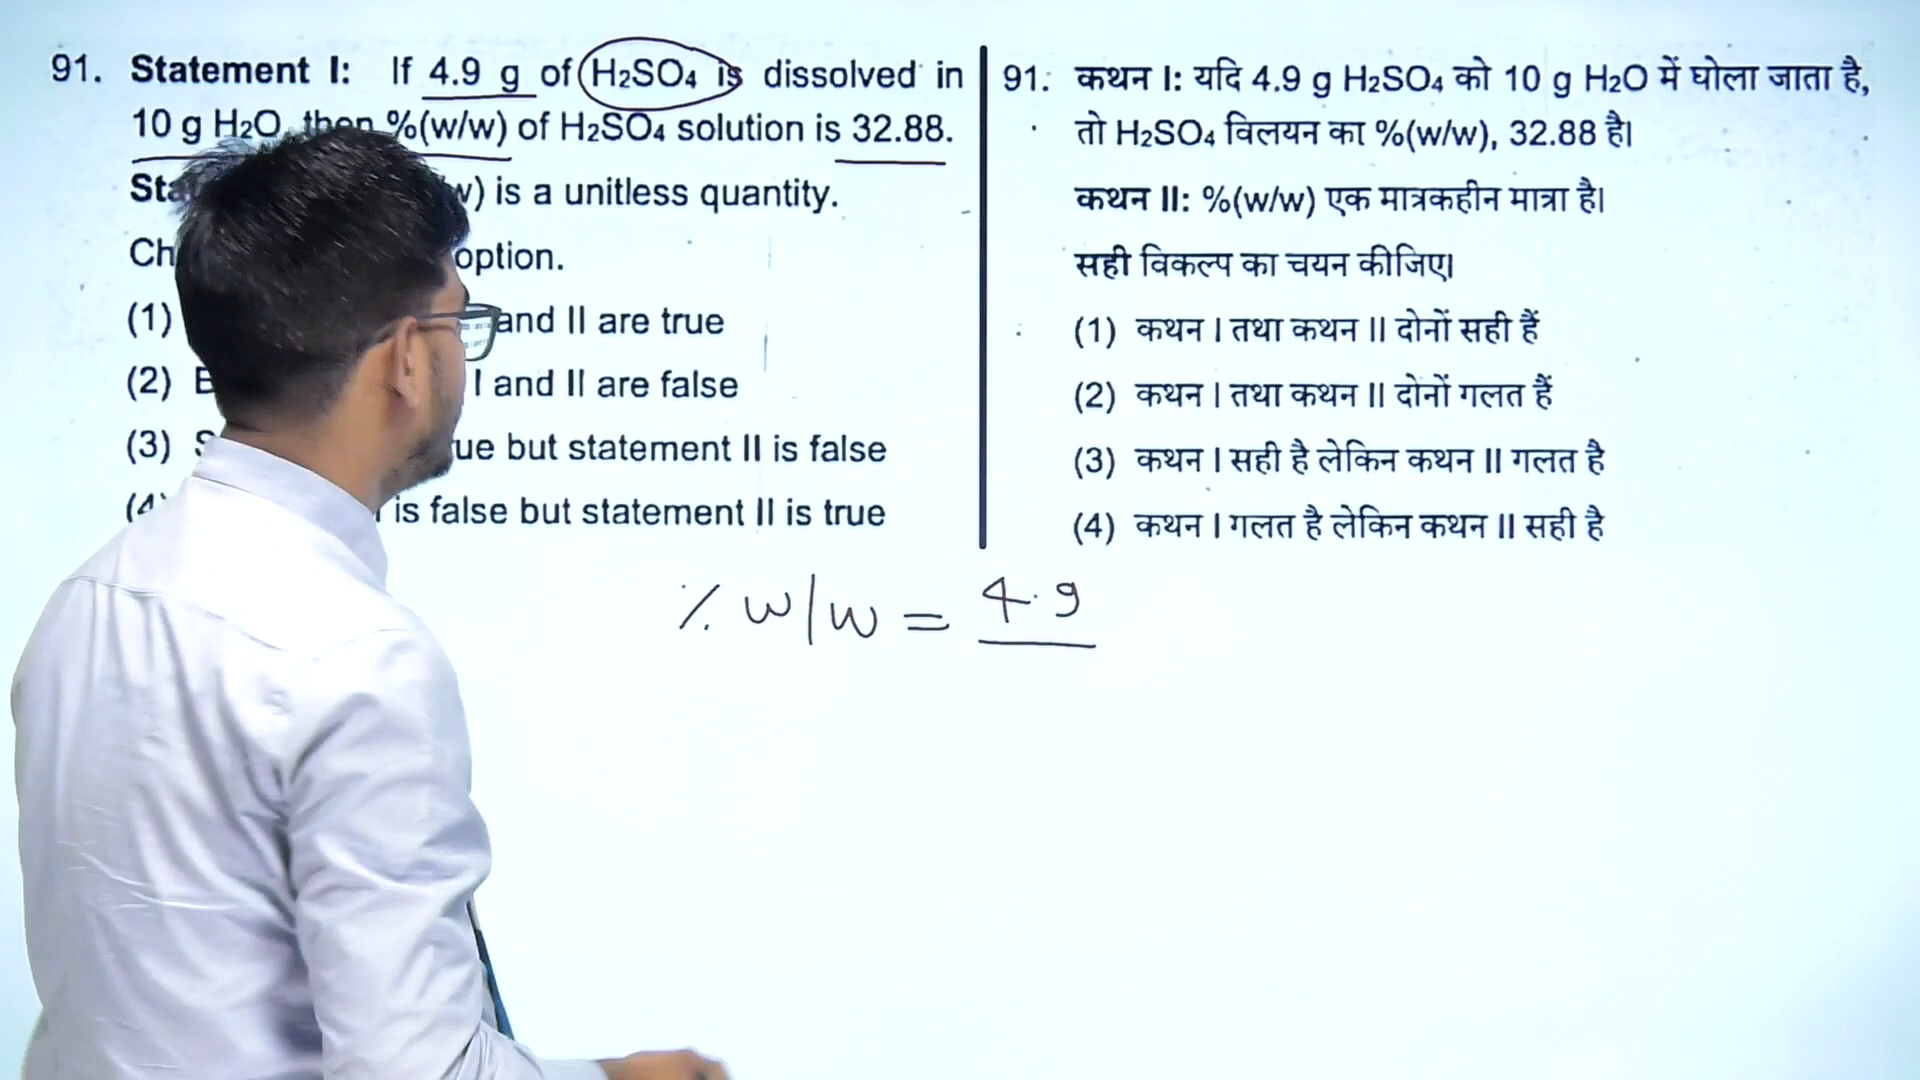 91. Statement I: If 4.9 g of H₂SO₄ is dissolved in
10 g H₂O, then %(w/w) of H₂SO₄ solution is 32.88.
) is a unitless quantity.
option.
(1) and II are true
(2) I and II are false
(3) but statement II is false
is false but statement II is true
91. कथन I: यदि 4.9 g H₂SO₄ को 10 g H₂O में घोला जाता है,
तो H₂SO₄ विलयन का %(w/w), 32.88 है।
कथन II: %(w/w) एक मात्रकहीन मात्रा है।
सही विकल्प का चयन कीजिए।
(1) कथन I तथा कथन II दोनों सही हैं
(2) कथन I तथा कथन II दोनों गलत हैं
(3) कथन I सही है लेकिन कथन II गलत है
(4) कथन I गलत है लेकिन कथन II सही है
% w/w = 4.9